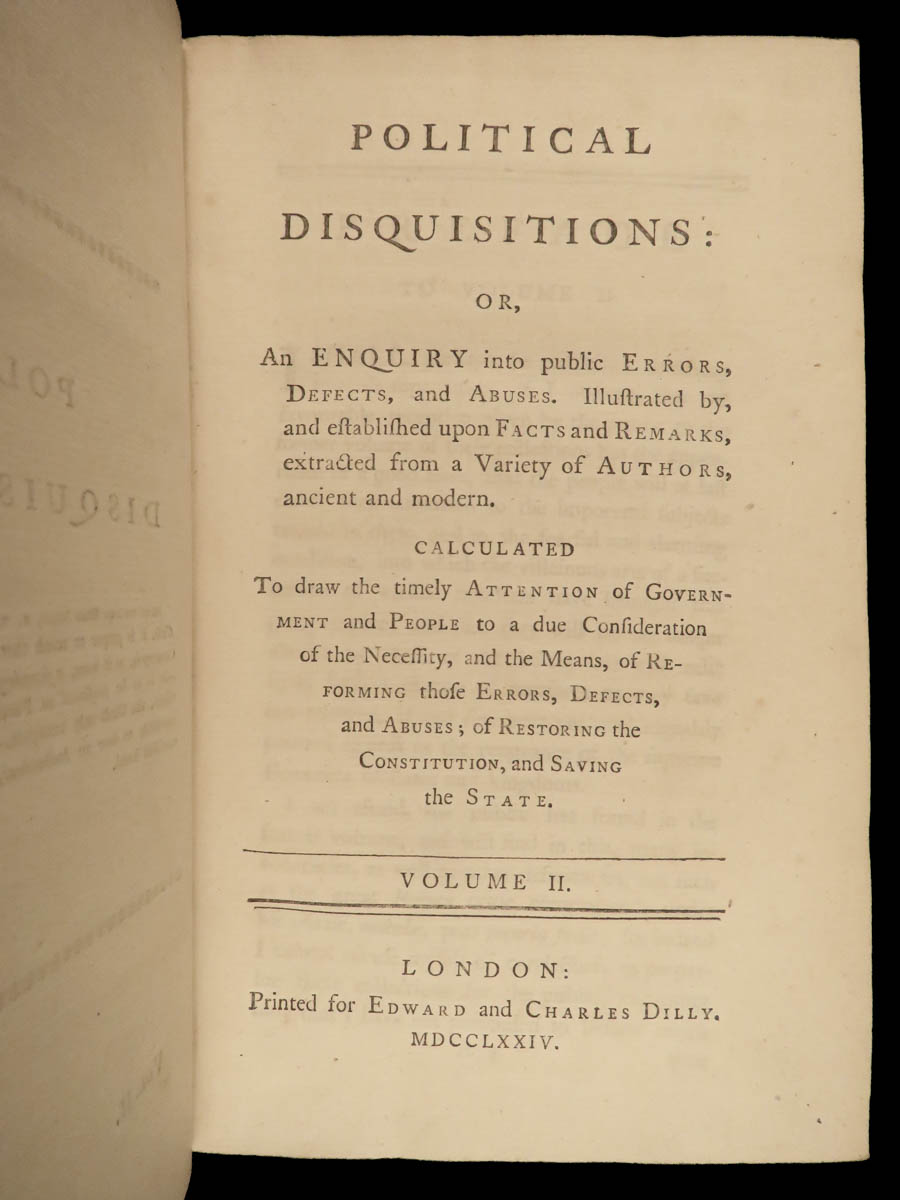 POLITICAL
DISQUISITIONS:
OR,
An ENQUIRY into public ERRORS,
DEFECTS, and ABUSES. Illuſtrated by,
and eſtabliſhed upon FACTS and REMARKS,
extracted from a Variety of AUTHORS,
ancient and modern.
CALCULATED
To draw the timely ATTENTION of GOVERN-
MENT and PEOPLE to a due Conſideration
of the Neceſſity, and the Means, of RE-
FORMING thoſe ERRORS, DEFECTS,
and ABUSES; of RESTORING the
CONSTITUTION, and SAVING
the STATE.
VOLUME II.
LONDON:
Printed for EDWARD and CHARLES DILLY.
MDCCLXXIV.